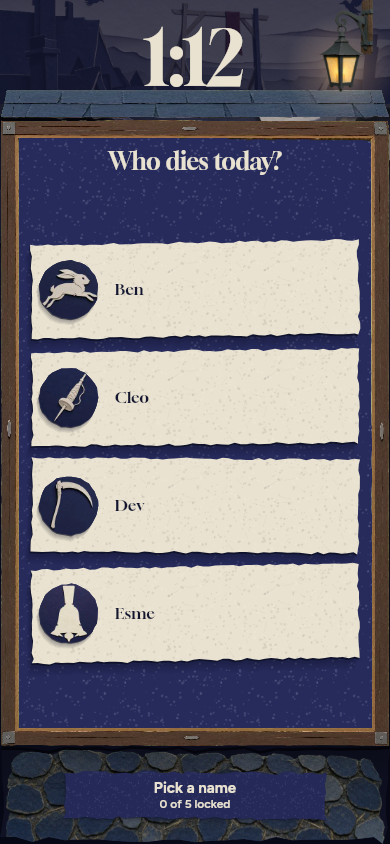 1:12
Who dies today?
Ben
Cleo
Dev
Esme
Pick a name
0 of 5 locked